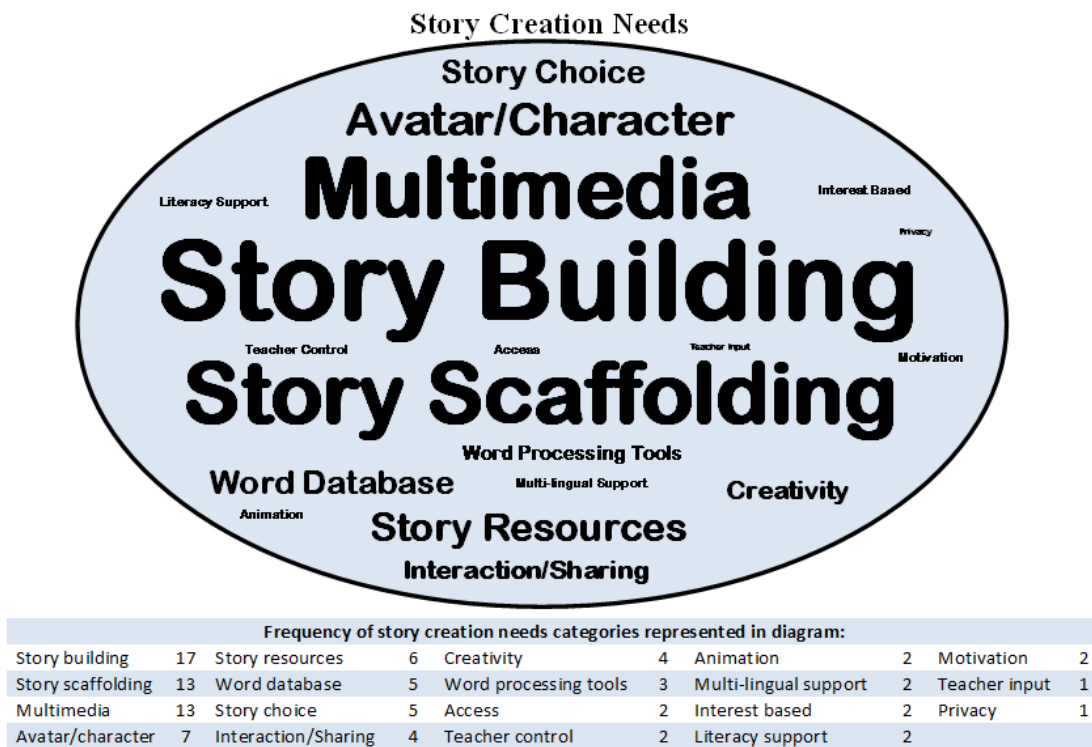 Story Creation Needs
Story Choice
Avatar/Character
Multimedia
Literacy Support
Interest Based
Privacy
Story Building
Teacher Control
Access
Teacher Input
Motivation
Story Scaffolding
Word Processing Tools
Word Database
Multi-lingual Support
Creativity
Animation
Story Resources
Interaction/Sharing
Frequency of story creation needs categories represented in diagram:
Story building 17 Story resources 6 Creativity 4 Animation 2 Motivation 2
Story scaffolding 13 Word database 5 Word processing tools 3 Multi-lingual support 2 Teacher input 1
Multimedia 13 Story choice 5 Access 2 Interest based 2 Privacy 1
Avatar/character 7 Interaction/Sharing 4 Teacher control 2 Literacy support 2